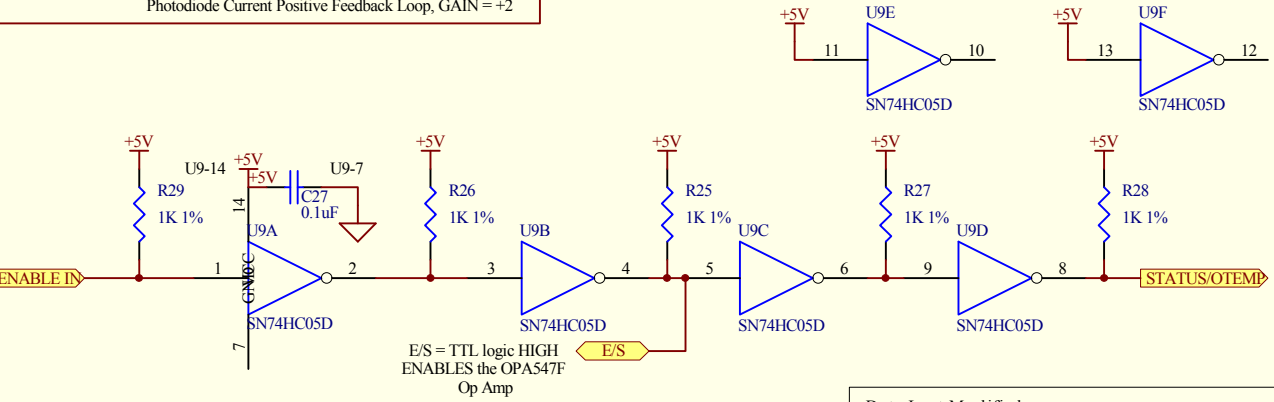 Photodiode Current Positive Feedback Loop, GAIN = +2
+5V
U9E
11
10
SN74HC05D
+5V
U9F
13
12
SN74HC05D
+5V
R29
1K 1%
U9-14
+5V
+5V
U9-7
C27
0.1uF
14
U9A
ENABLE IN
1
2
GND
VCC
SN74HC05D
7
+5V
R26
1K 1%
U9B
3
4
SN74HC05D
+5V
R25
1K 1%
U9C
5
6
SN74HC05D
+5V
R27
1K 1%
U9D
9
8
SN74HC05D
+5V
R28
1K 1%
STATUS/OTEMP
E/S = TTL logic HIGH
ENABLES the OPA547F
Op Amp
E/S